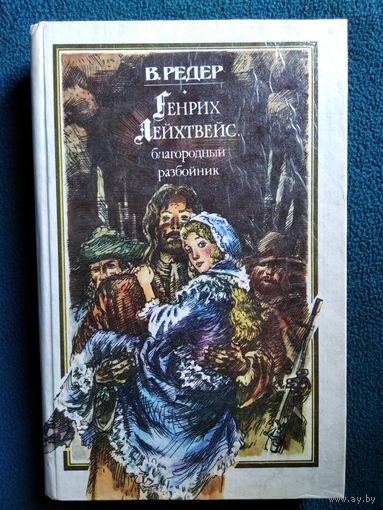 В. РЕДЕР
ГЕНРИХ
ЛЕЙХТВЕЙС,
благородный
разбойник
www.ay.by